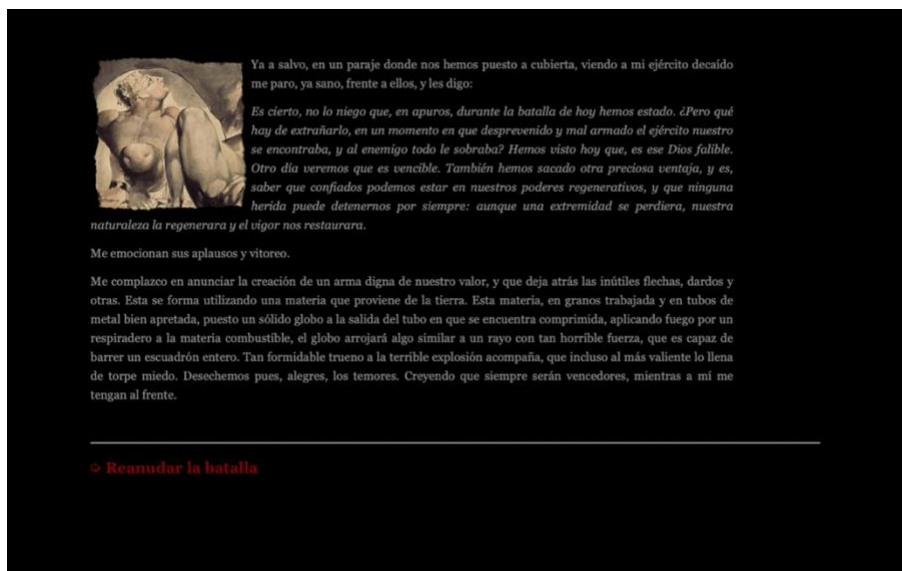 Ya a salvo, en un paraje donde nos hemos puesto a cubierta, viendo a mi ejército decaído
me paro, ya sano, frente a ellos, y les digo:
Es cierto, no lo niego que, en apuros, durante la batalla de hoy hemos estado. ¿Pero qué
hay de extrañarlo, en un momento en que desprevenido y mal armado el ejército nuestro
se encontraba, y al enemigo todo le sobraba? Hemos visto hoy que, es ese Dios falible.
Otro día veremos que es vencible. También hemos sacado otra preciosa ventaja, y es,
saber que confiados podemos estar en nuestros poderes regenerativos, y que ninguna
herida puede detenernos por siempre: aunque una extremidad se perdiera, nuestra
naturaleza la regenerara y el vigor nos restaurara.
Me emocionan sus aplausos y vitoreo.
Me complazco en anunciar la creación de un arma digna de nuestro valor, y que deja atrás las inútiles flechas, dardos y
otras. Esta se forma utilizando una materia que proviene de la tierra. Esta materia, en granos trabajada y en tubos de
metal bien apretada, puesto un sólido globo a la salida del tubo en que se encuentra comprimida, aplicando fuego por un
respiradero a la materia combustible, el globo arrojará algo similar a un rayo con tan horrible fuerza, que es capaz de
barrer un escuadrón entero. Tan formidable trueno a la terrible explosión acompaña, que incluso al más valiente lo llena
de torpe miedo. Desechemos pues, alegres, los temores. Creyendo que siempre serán vencedores, mientras a mí me
tengan al frente.
➩ Reanudar la batalla